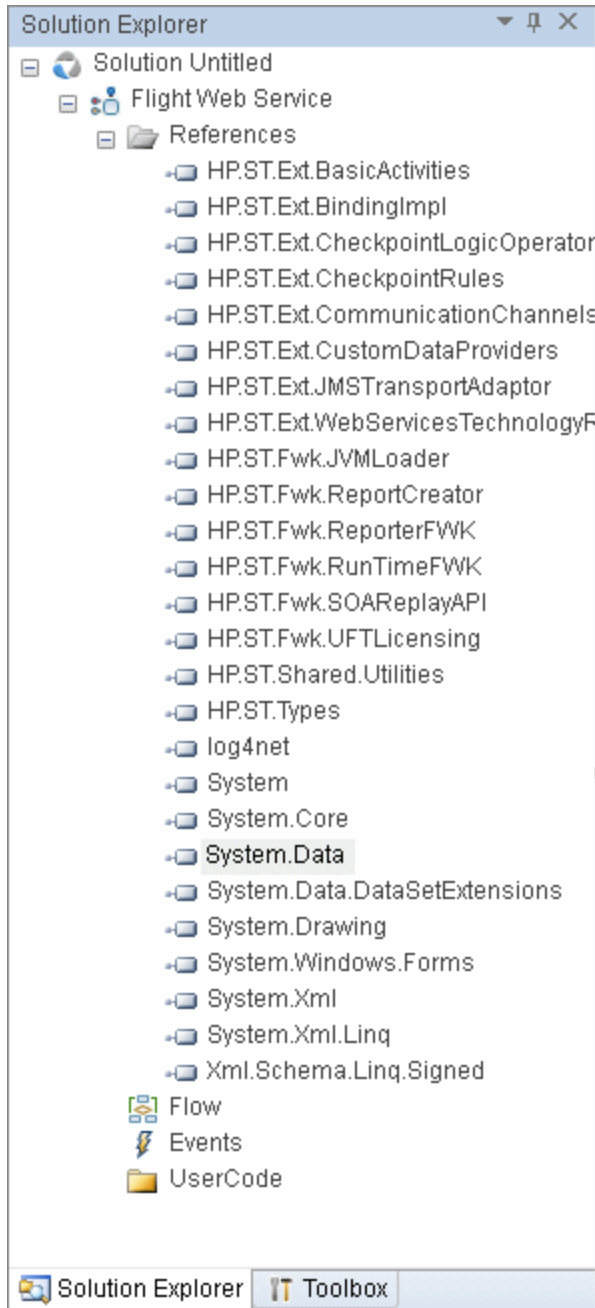 Solution Explorer
Solution Untitled
Flight Web Service
References
HP.ST.Ext.BasicActivities
HP.ST.Ext.BindingImpl
HP.ST.Ext.CheckpointLogicOperator
HP.ST.Ext.CheckpointRules
HP.ST.Ext.CommunicationChannels
HP.ST.Ext.CustomDataProviders
HP.ST.Ext.JMSTransportAdaptor
HP.ST.Ext.WebServicesTechnologyR
HP.ST.Fwk.JVMLoader
HP.ST.Fwk.ReportCreator
HP.ST.Fwk.ReporterFWK
HP.ST.Fwk.RunTimeFWK
HP.ST.Fwk.SOAReplayAPI
HP.ST.Fwk.UFTLicensing
HP.ST.Shared.Utilities
HP.ST.Types
log4net
System
System.Core
System.Data
System.Data.DataSetExtensions
System.Drawing
System.Windows.Forms
System.Xml
System.Xml.Linq
Xml.Schema.Linq.Signed
Flow
Events
UserCode
Solution Explorer Toolbox